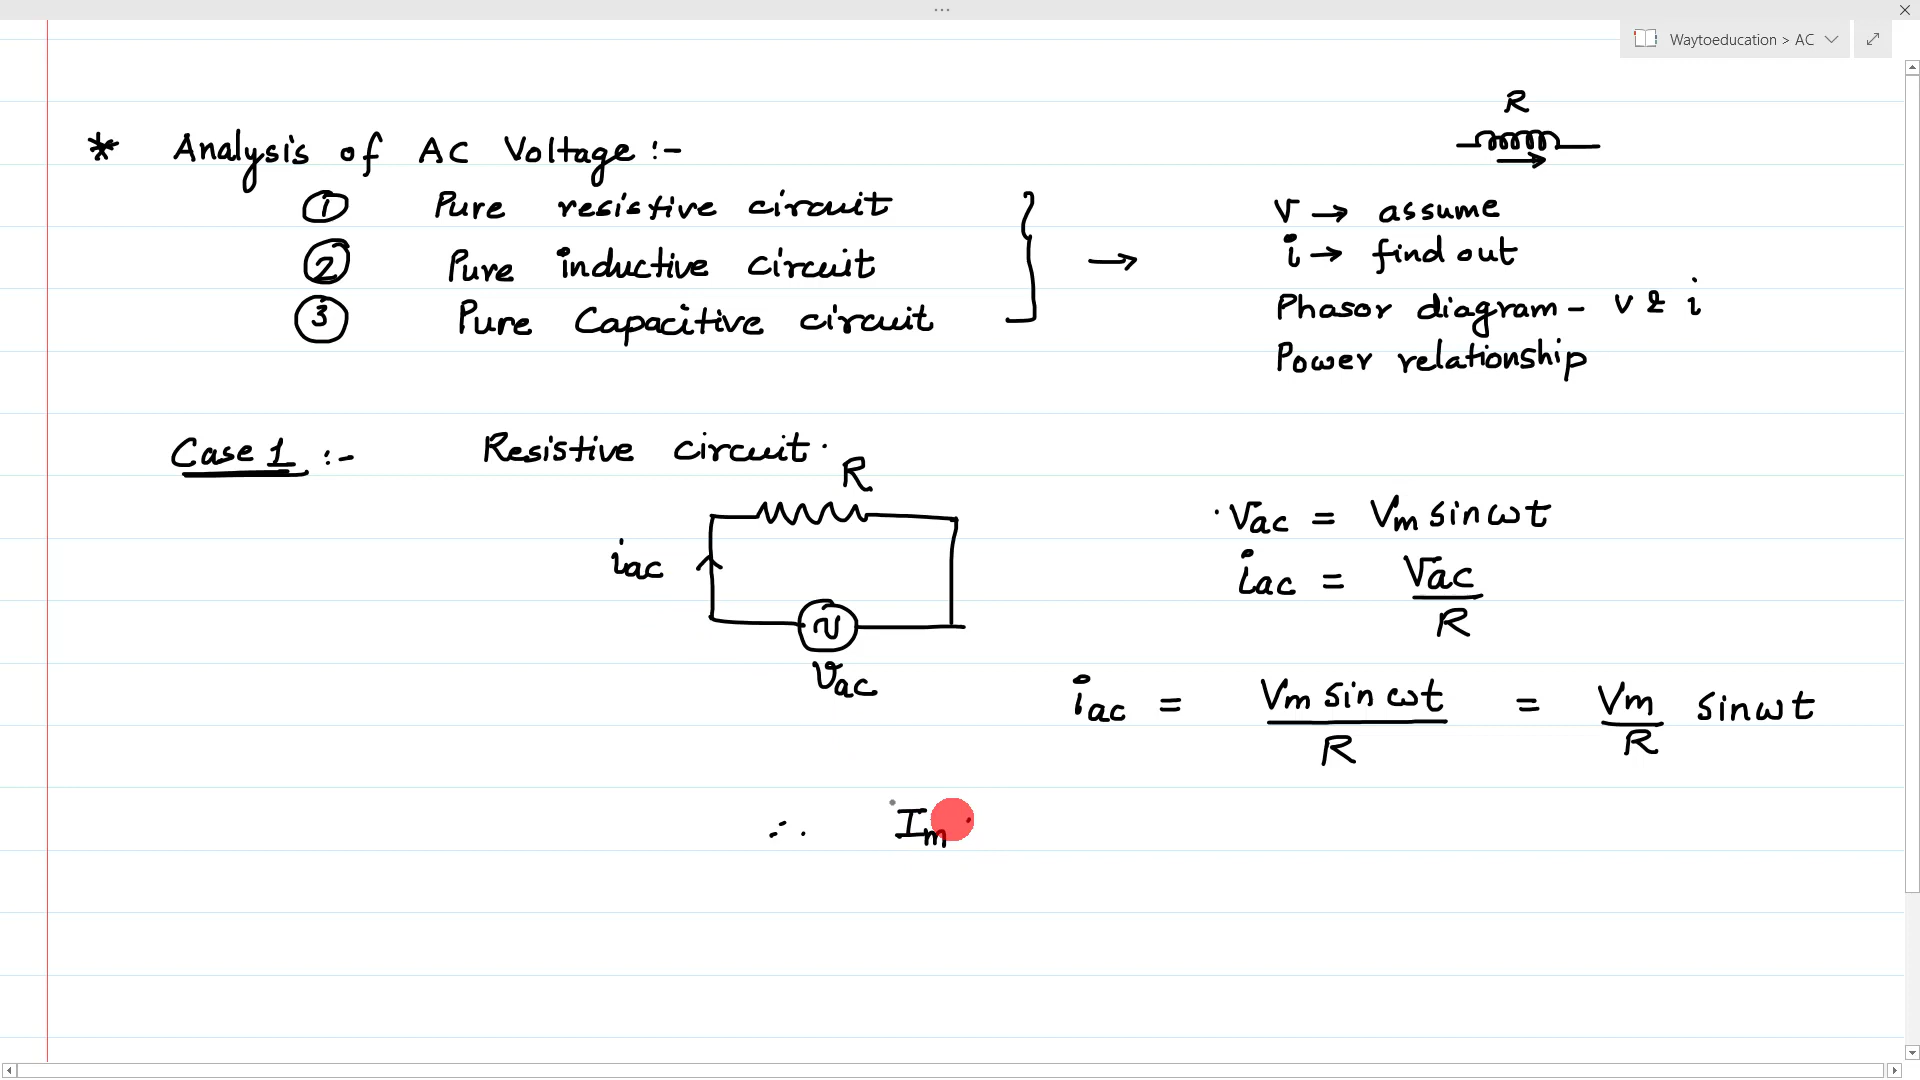 Waytoeducation > AC
R
* Analysis of AC Voltage :-
① Pure resistive circuit
② Pure inductive circuit
③ Pure Capacitive circuit
→
v → assume
i → find out
Phasor diagram - v & i
Power relationship
Case 1 :- Resistive circuit.
R
iac
Vac
Vac = Vm sinωt
iac = Vac / R
iac = Vm sin ωt / R = Vm / R sinωt
∴ Im